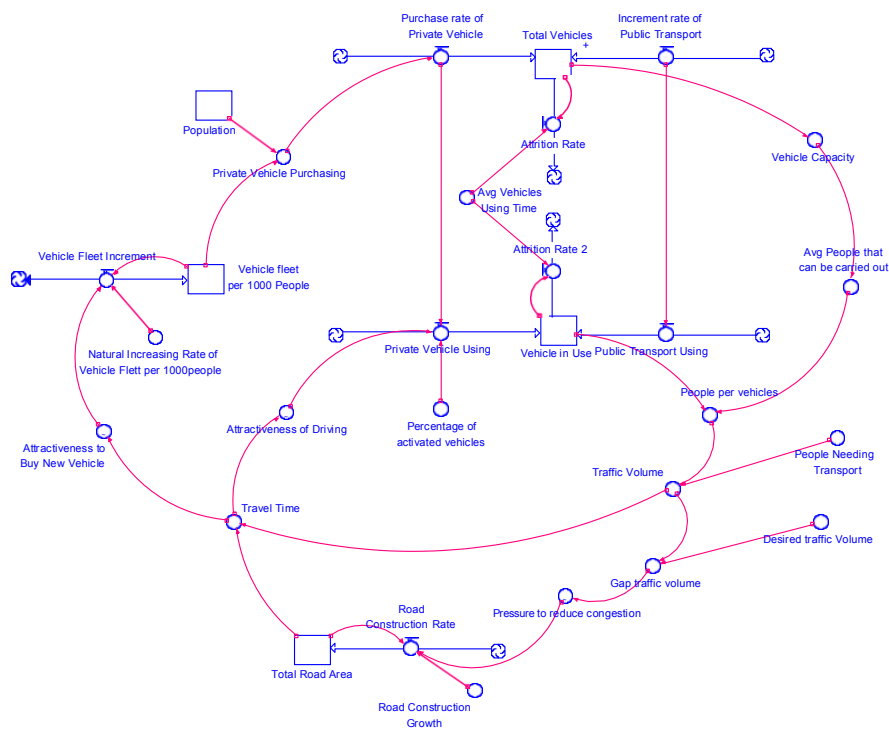 Purchase rate of
Private Vehicle
Total Vehicles
+
Increment rate of
Public Transport
Population
Attrition Rate
Vehicle Capacity
Private Vehicle Purchasing
Avg Vehicles
Using Time
Attrition Rate 2
Avg People that
can be carried out
Vehicle Fleet Increment
Vehicle fleet
per 1000 People
Natural Increasing Rate of
Vehicle Flett per 1000people
Private Vehicle Using
Vehicle in Use
Public Transport Using
People per vehicles
Attractiveness of Driving
Percentage of
activated vehicles
Attractiveness to
Buy New Vehicle
People Needing
Transport
Traffic Volume
Travel Time
Desired traffic Volume
Gap traffic volume
Pressure to reduce congestion
Road
Construction Rate
Total Road Area
Road Construction
Growth